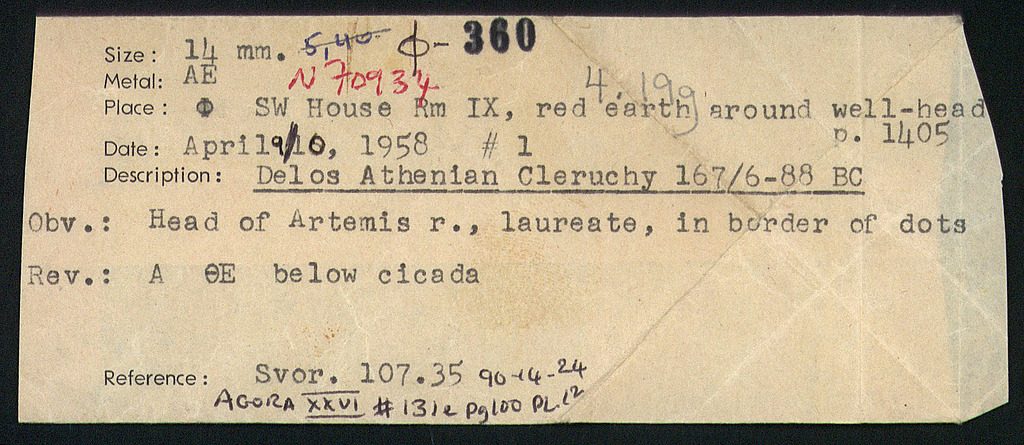 Size: 14 mm. 5,40 ϕ- 360
Metal: AE N 70934 4.19g
Place: Φ SW House Rm IX, red earth around well-head
p. 1405
Date: April 9/10, 1958 # 1
Description: Delos Athenian Cleruchy 167/6-88 BC
Obv.: Head of Artemis r., laureate, in border of dots
Rev.: A ΘE below cicada
Reference: Svor. 107.35 90-14-24
AGORA XXVI # 131e Pg 100 PL. 12